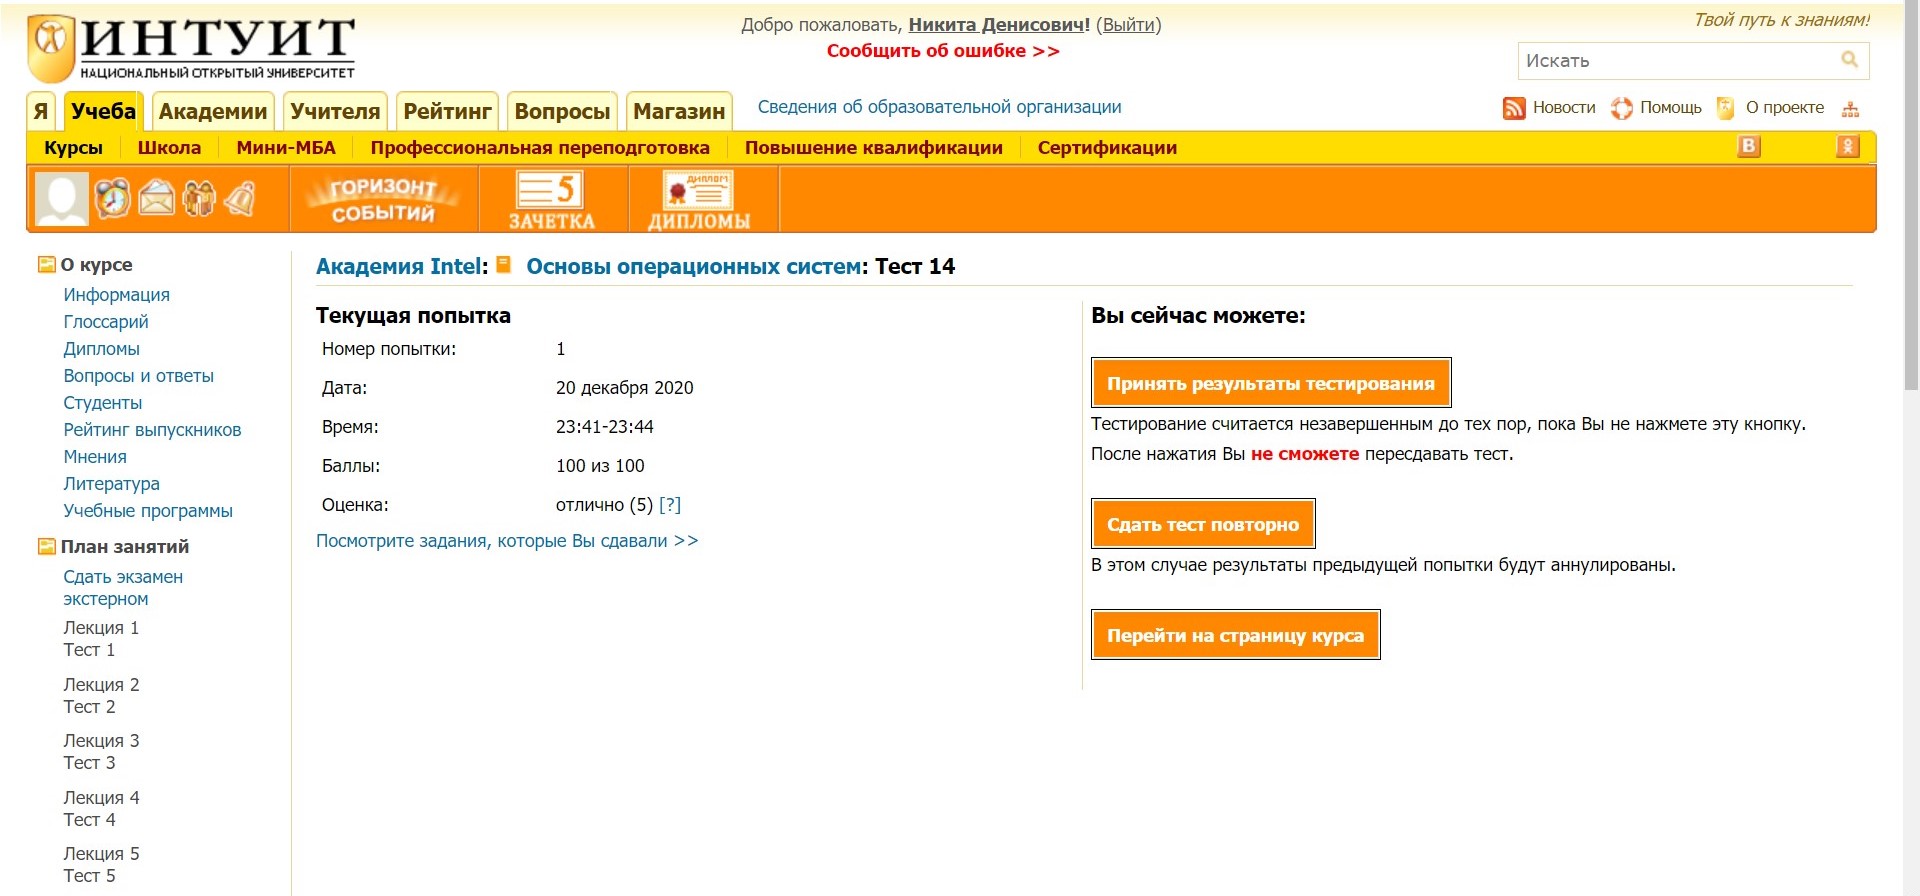 ИНТУИТ
НАЦИОНАЛЬНЫЙ ОТКРЫТЫЙ УНИВЕРСИТЕТ
Добро пожаловать, Никита Денисович! (Выйти)
Сообщить об ошибке >>
Твой путь к знаниям!
Искать
Я Учеба Академии Учителя Рейтинг Вопросы Магазин
Сведения об образовательной организации
Новости Помощь О проекте
Курсы Школа Мини-МБА Профессиональная переподготовка Повышение квалификации Сертификации
В
ГОРИЗОНТ
СОБЫТИЙ
5
ЗАЧЕТКА
ДИПЛОМ
ДИПЛОМЫ
О курсе
Информация
Глоссарий
Дипломы
Вопросы и ответы
Студенты
Рейтинг выпускников
Мнения
Литература
Учебные программы
План занятий
Сдать экзамен
экстерном
Лекция 1
Тест 1
Лекция 2
Тест 2
Лекция 3
Тест 3
Лекция 4
Тест 4
Лекция 5
Тест 5
Академия Intel: Основы операционных систем: Тест 14
Текущая попытка
Номер попытки: 1
Дата: 20 декабря 2020
Время: 23:41-23:44
Баллы: 100 из 100
Оценка: отлично (5) [?]
Посмотрите задания, которые Вы сдавали >>
Вы сейчас можете:
Принять результаты тестирования
Тестирование считается незавершенным до тех пор, пока Вы не нажмете эту кнопку.
После нажатия Вы не сможете пересдавать тест.
Сдать тест повторно
В этом случае результаты предыдущей попытки будут аннулированы.
Перейти на страницу курса